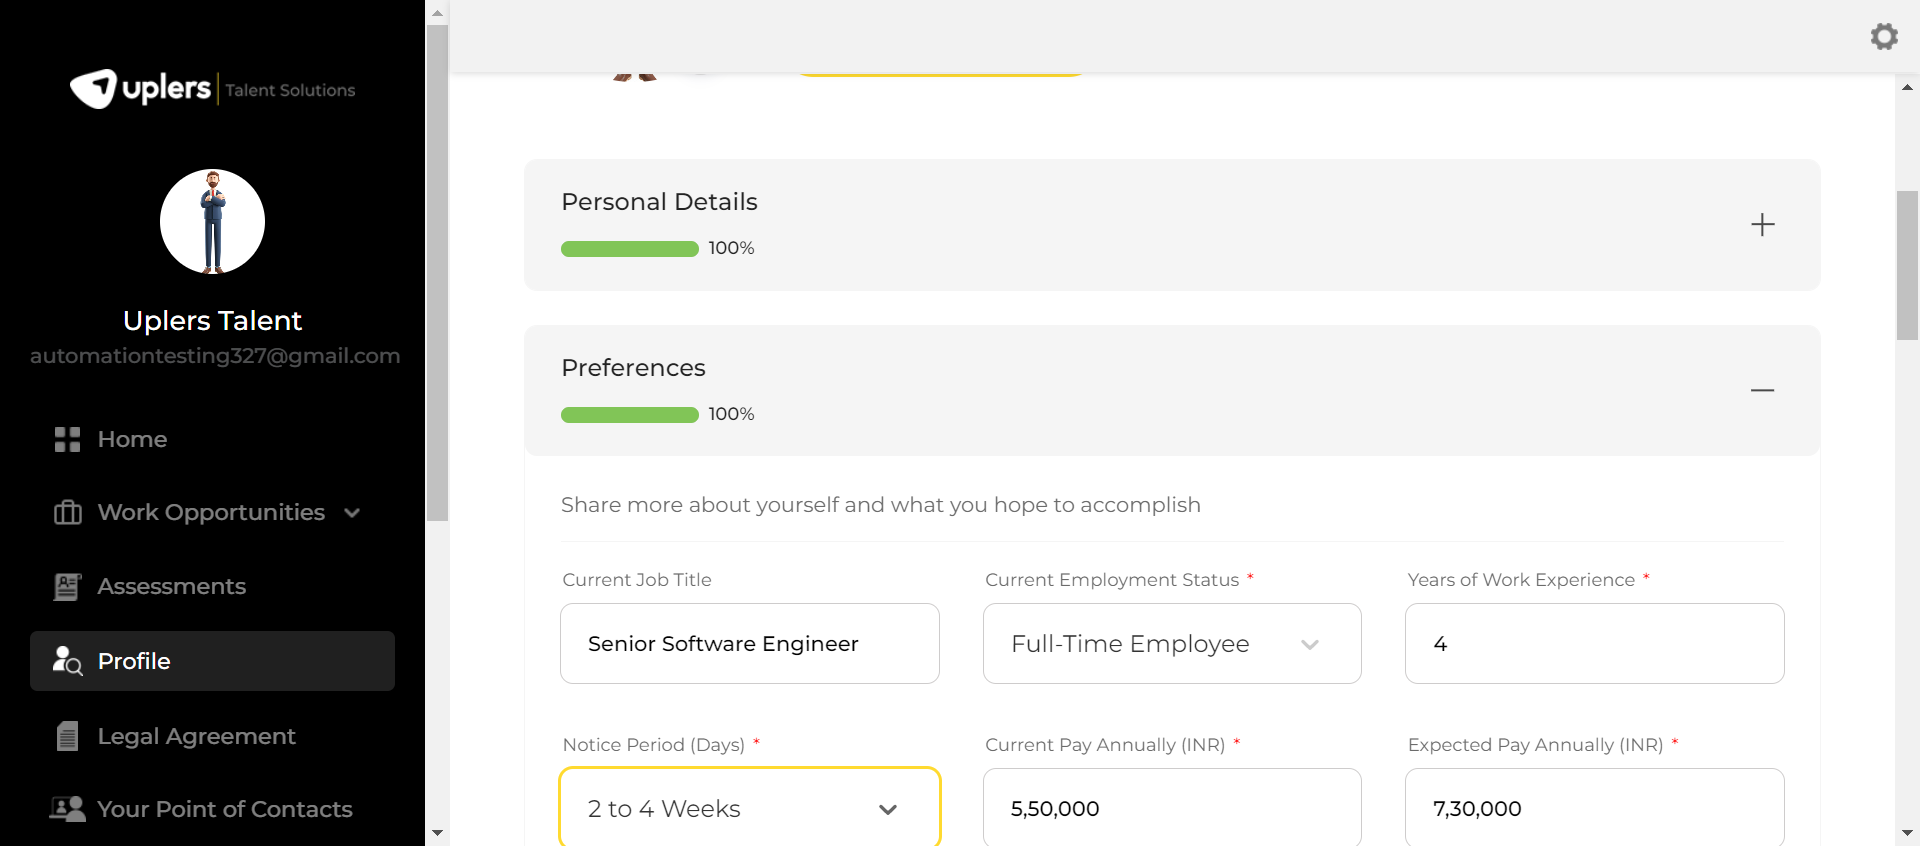 uplers | Talent Solutions
Uplers Talent
automationtesting327@gmail.com
Home
Work Opportunities
Assessments
Profile
Legal Agreement
Your Point of Contacts
Personal Details
100%
Preferences
100%
Share more about yourself and what you hope to accomplish
Current Job Title
Senior Software Engineer
Current Employment Status *
Full-Time Employee
Years of Work Experience *
4
Notice Period (Days) *
2 to 4 Weeks
Current Pay Annually (INR) *
5,50,000
Expected Pay Annually (INR) *
7,30,000